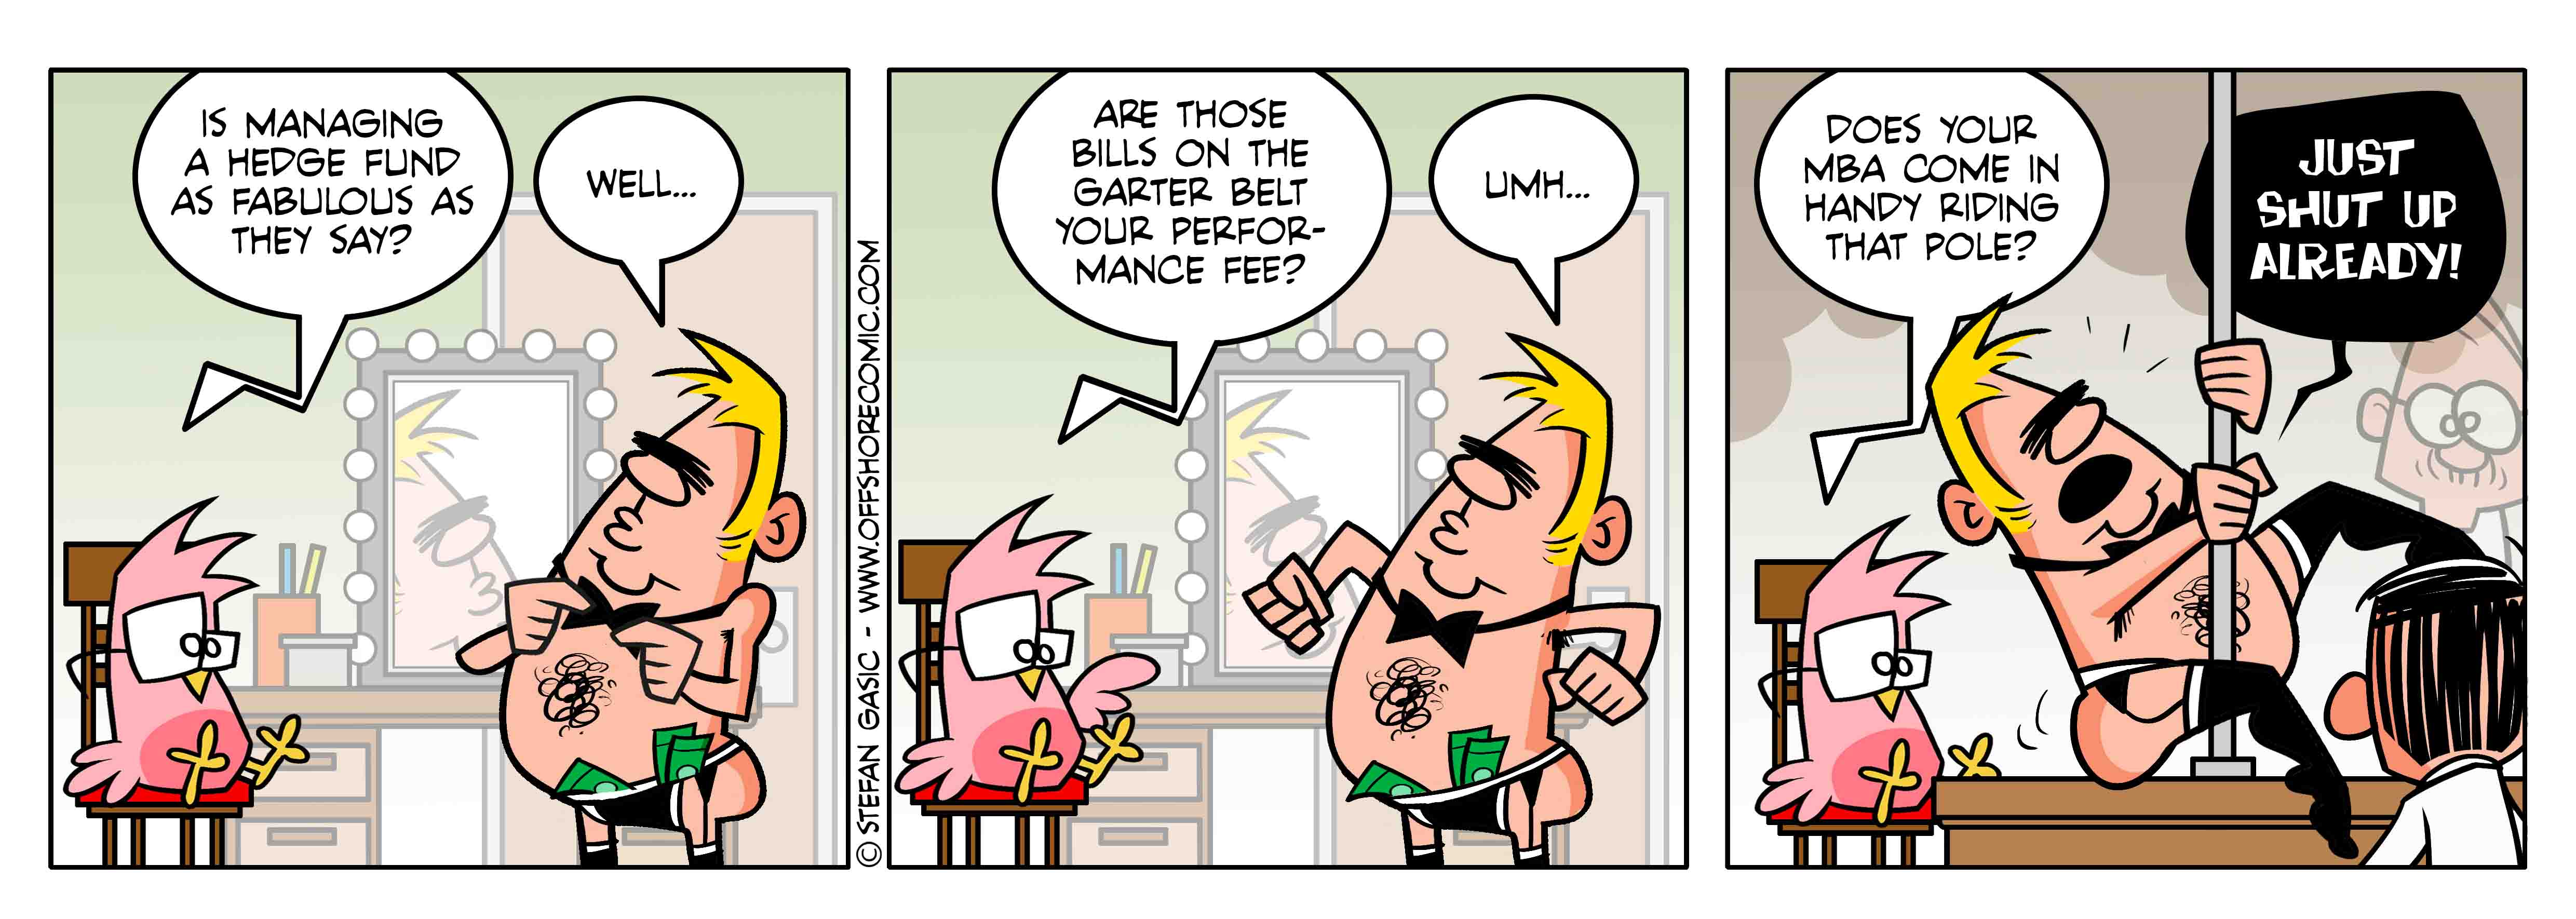 IS MANAGING
A HEDGE FUND
AS FABULOUS AS
THEY SAY?
WELL...
© STEFAN GASIC - WWW.OFFSHORECOMIC.COM
ARE THOSE
BILLS ON THE
GARTER BELT
YOUR PERFOR-
MANCE FEE?
UMH...
DOES YOUR
MBA COME IN
HANDY RIDING
THAT POLE?
JUST
SHUT UP
ALREADY!